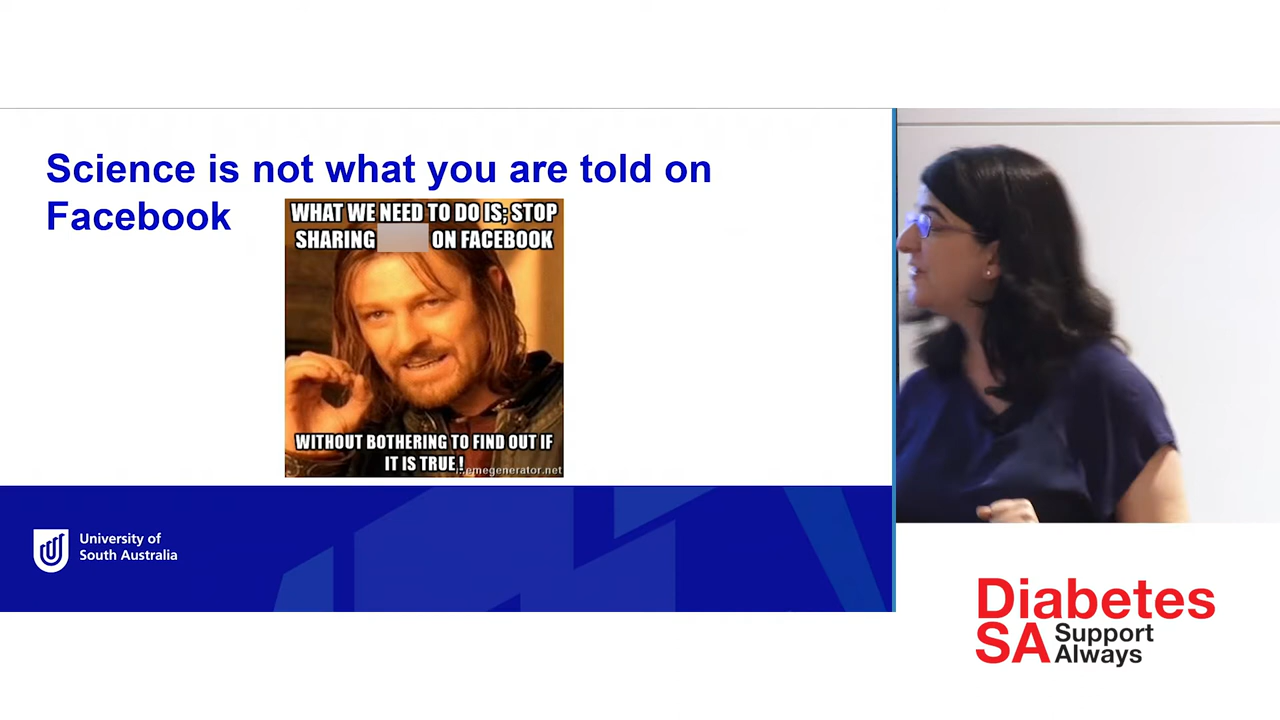 Science is not what you are told on
Facebook
WHAT WE NEED TO DO IS; STOP
SHARING ON FACEBOOK
WITHOUT BOTHERING TO FIND OUT IF
IT IS TRUE!
memegenerator.net
University of
South Australia
Diabetes
SA Support
Always